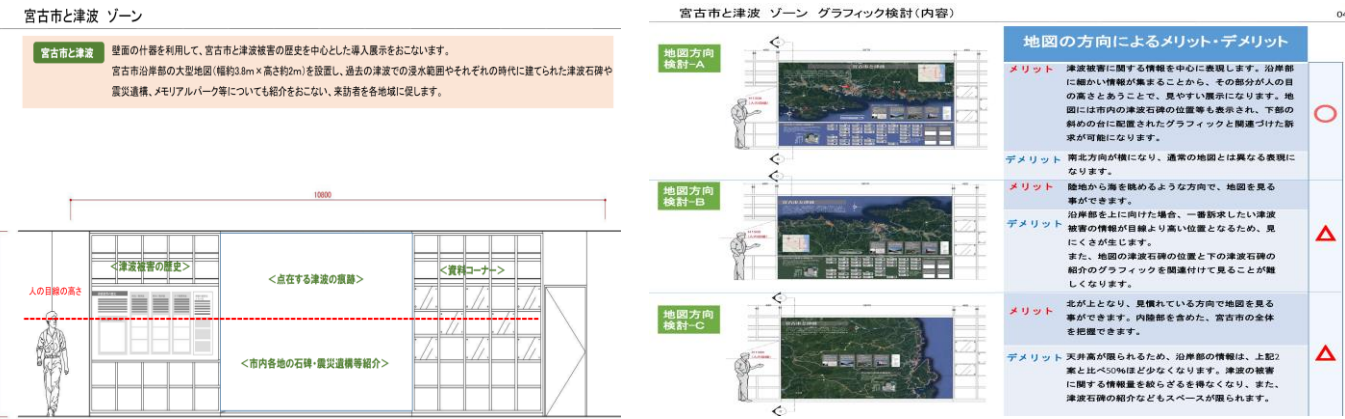 宮古市と津波 ゾーン
宮古市と津波
壁面の什器を利用して、宮古市と津波被害の歴史を中心とした導入展示をおこないます。
宮古市沿岸部の大型地図(幅約3.8m×高さ約2m)を設置し、過去の津波での浸水範囲やそれぞれの時代に建てられた津波石碑や
震災遺構、メモリアルパーク等についても紹介をおこない、来訪者を各地域に促します。
10800
<津波被害の歴史>
<点在する津波の痕跡>
<資料コーナー>
人の目線の高さ
<市内各地の石碑・震災遺構等紹介>
宮古市と津波 ゾーン グラフィック検討(内容)
04
地図の方向によるメリット・デメリット
地図方向
検討-A
メリット 津波被害に関する情報を中心に表現します。沿岸部
に細かい情報が集まることから、その部分が人の目
の高さとあうことで、見やすい展示になります。地
図には市内の津波石碑の位置等も表示され、下部の
斜めの台に配置されたグラフィックと関連づけた訴
求が可能になります。
○
デメリット 南北方向が横になり、通常の地図とは異なる表現に
なります。
地図方向
検討-B
メリット 陸地から海を眺めるような方向で、地図を見る
事ができます。
デメリット 沿岸部を上に向けた場合、一番訴求したい津波
被害の情報が目線より高い位置となるため、見
にくさが生じます。
また、地図の津波石碑の位置と下の津波石碑の
紹介のグラフィックを関連付けて見ることが難
しくなります。
△
地図方向
検討-C
メリット 北が上となり、見慣れている方向で地図を見る
事ができます。内陸部を含めた、宮古市の全体
を把握できます。
デメリット 天井高が限られるため、沿岸部の情報は、上記2
案と比べ50%ほど少なくなります。津波の被害
に関する情報量を絞らざるを得なくなり、また、
津波石碑の紹介などもスペースが限られます。
△